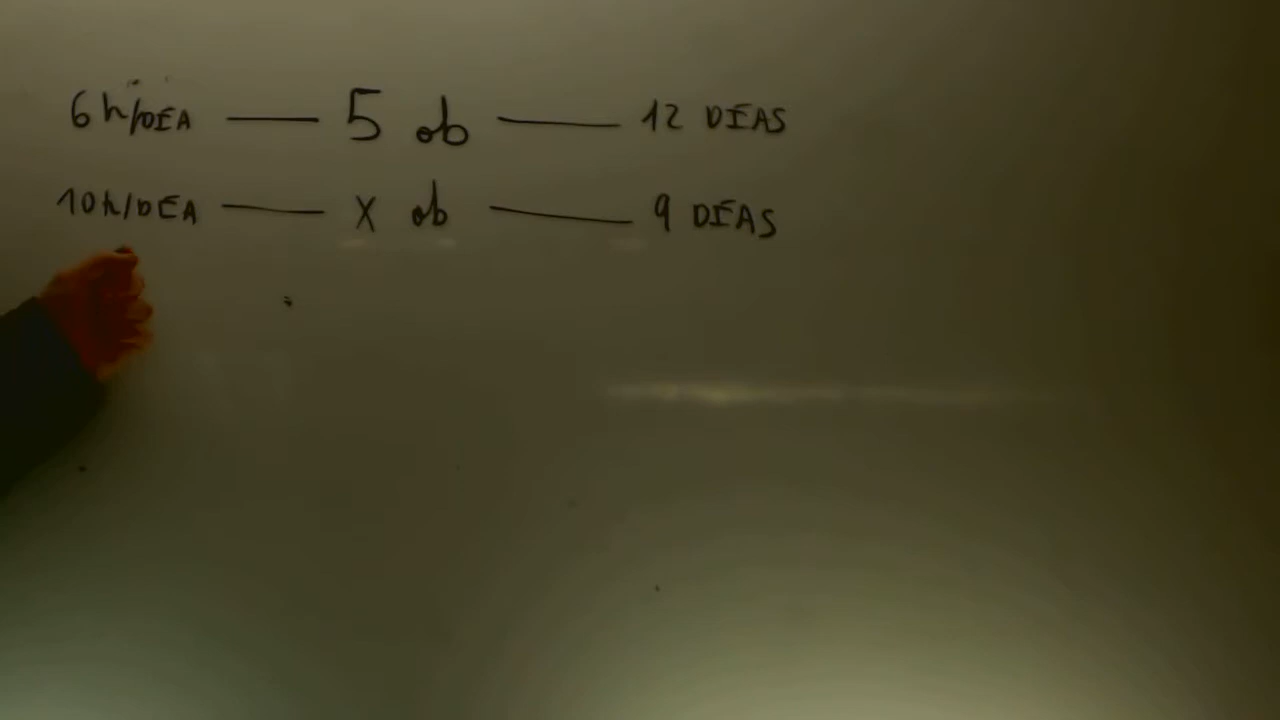 6 h/DÍA — 5 ob — 12 DÍAS
10 h/DÍA — X ob — 9 DÍAS